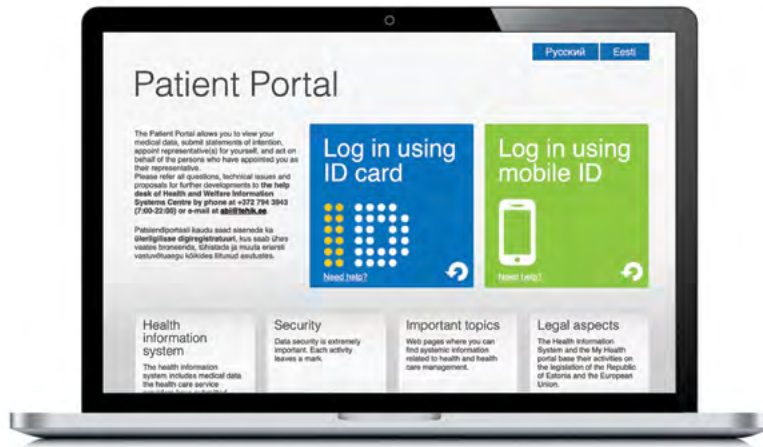 Русский
Eesti
Patient Portal
The Patient Portal allows you to view your
medical data, submit statements of intention,
appoint representative(s) for yourself, and act on
behalf of the persons who have appointed you as
their representative.
Please refer all questions, technical issues and
proposals for further developments to the help
desk of Health and Welfare Information
Systems Centre by phone at +372 794 3943
(7:00-22:00) or e-mail at abi@tehik.ee.
Patsiendiportaali kaudu saad siseneda ka
üleriigilisse digiregistratuuri, kus saab ühes
vaates broneerida, tühistada ja muuta eriarsti
vastuvõtuaegu kõikides liitunud asutustes.
Log in using
ID card
Need help?
Log in using
mobile ID
Need help?
Health
information
system
The health information
system includes medical data
the health care service
Security
Data security is extremely
important. Each activity
leaves a mark.
Important topics
Web pages where you can
find systemic information
related to health and health
care management.
Legal aspects
The Health Information
System and the My Health
portal base their activities on
the legislation of the Republic
of Estonia and the European
Union.